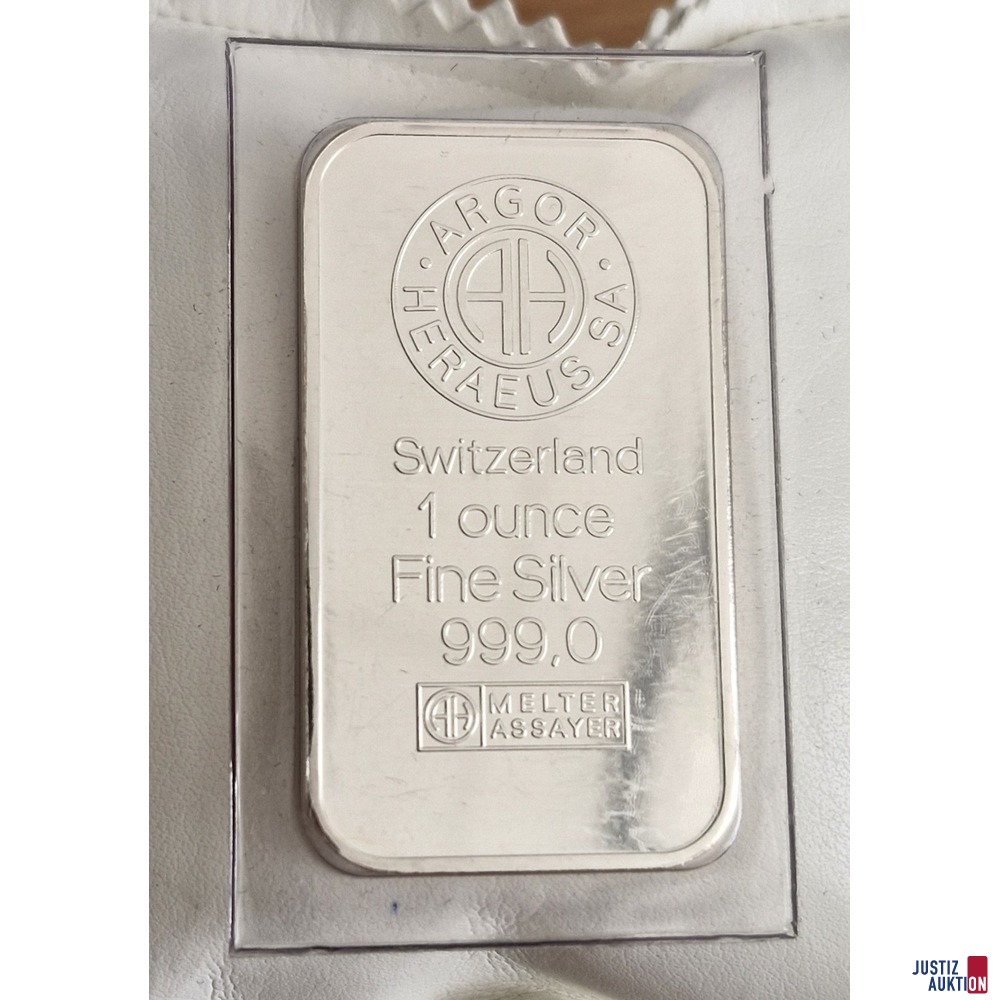 ARGOR
HERAEUS SA
Switzerland
1 ounce
Fine Silver
999,0
MELTER
ASSAYER
JUSTIZ
AUKTION